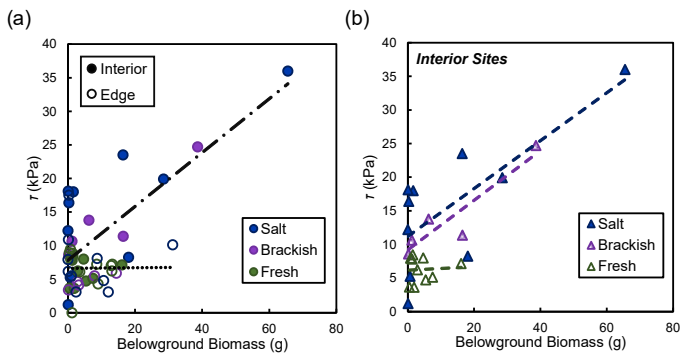 (a)
(b)
40
35
30
25
20
15
10
5
0
τ (kPa)
Interior
Edge
Salt
Brackish
Fresh
0 20 40 60 80
Belowground Biomass (g)
40
35
30
25
20
15
10
5
0
τ (kPa)
Interior Sites
Salt
Brackish
Fresh
0 20 40 60 80
Belowground Biomass (g)